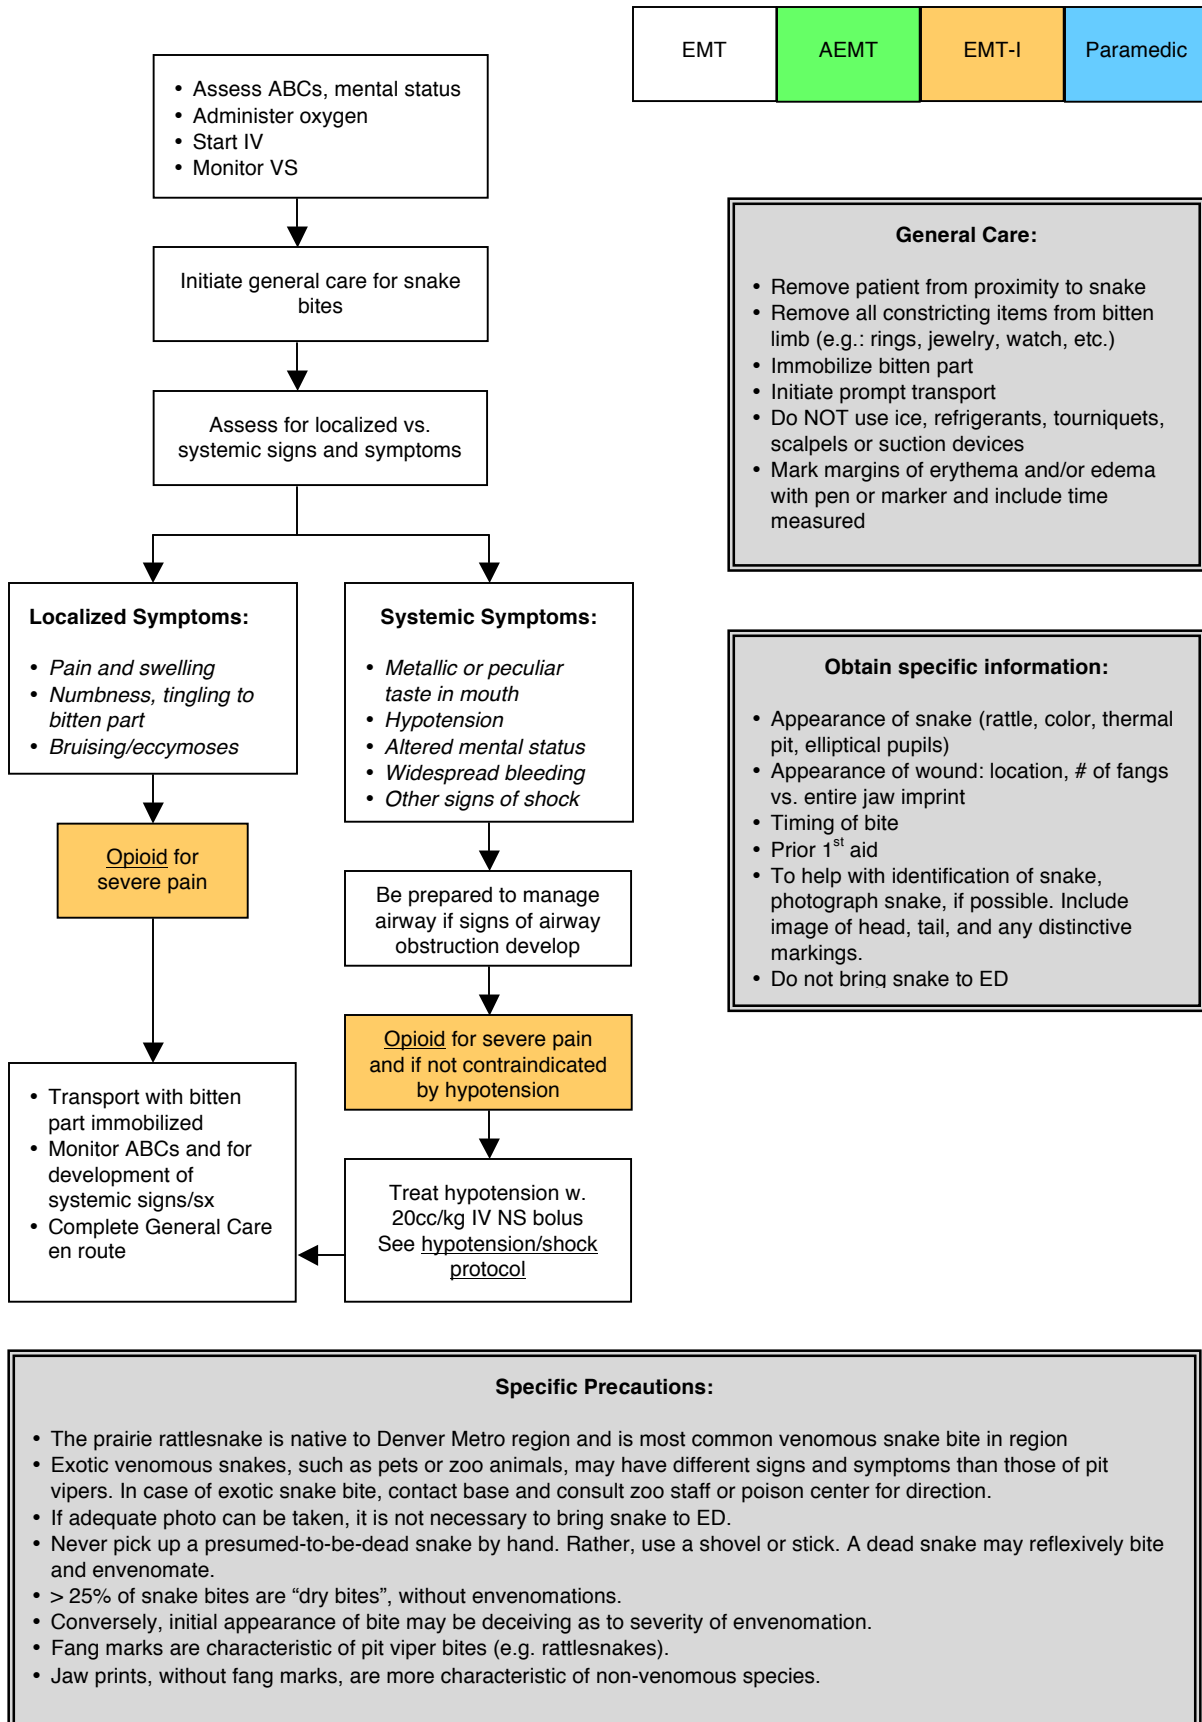 EMT
AEMT
EMT-I
Paramedic
• Assess ABCs, mental status
• Administer oxygen
• Start IV
• Monitor VS
Initiate general care for snake
bites
Assess for localized vs.
systemic signs and symptoms
Localized Symptoms:
• Pain and swelling
• Numbness, tingling to
bitten part
• Bruising/eccymoses
Opioid for
severe pain
• Transport with bitten
part immobilized
• Monitor ABCs and for
development of
systemic signs/sx
• Complete General Care
en route
Systemic Symptoms:
• Metallic or peculiar
taste in mouth
• Hypotension
• Altered mental status
• Widespread bleeding
• Other signs of shock
Be prepared to manage
airway if signs of airway
obstruction develop
Opioid for severe pain
and if not contraindicated
by hypotension
Treat hypotension w.
20cc/kg IV NS bolus
See hypotension/shock
protocol
General Care:
• Remove patient from proximity to snake
• Remove all constricting items from bitten
limb (e.g.: rings, jewelry, watch, etc.)
• Immobilize bitten part
• Initiate prompt transport
• Do NOT use ice, refrigerants, tourniquets,
scalpels or suction devices
• Mark margins of erythema and/or edema
with pen or marker and include time
measured
Obtain specific information:
• Appearance of snake (rattle, color, thermal
pit, elliptical pupils)
• Appearance of wound: location, # of fangs
vs. entire jaw imprint
• Timing of bite
• Prior 1st aid
• To help with identification of snake,
photograph snake, if possible. Include
image of head, tail, and any distinctive
markings.
• Do not bring snake to ED
Specific Precautions:
• The prairie rattlesnake is native to Denver Metro region and is most common venomous snake bite in region
• Exotic venomous snakes, such as pets or zoo animals, may have different signs and symptoms than those of pit
vipers. In case of exotic snake bite, contact base and consult zoo staff or poison center for direction.
• If adequate photo can be taken, it is not necessary to bring snake to ED.
• Never pick up a presumed-to-be-dead snake by hand. Rather, use a shovel or stick. A dead snake may reflexively bite
and envenomate.
• > 25% of snake bites are “dry bites”, without envenomations.
• Conversely, initial appearance of bite may be deceiving as to severity of envenomation.
• Fang marks are characteristic of pit viper bites (e.g. rattlesnakes).
• Jaw prints, without fang marks, are more characteristic of non-venomous species.